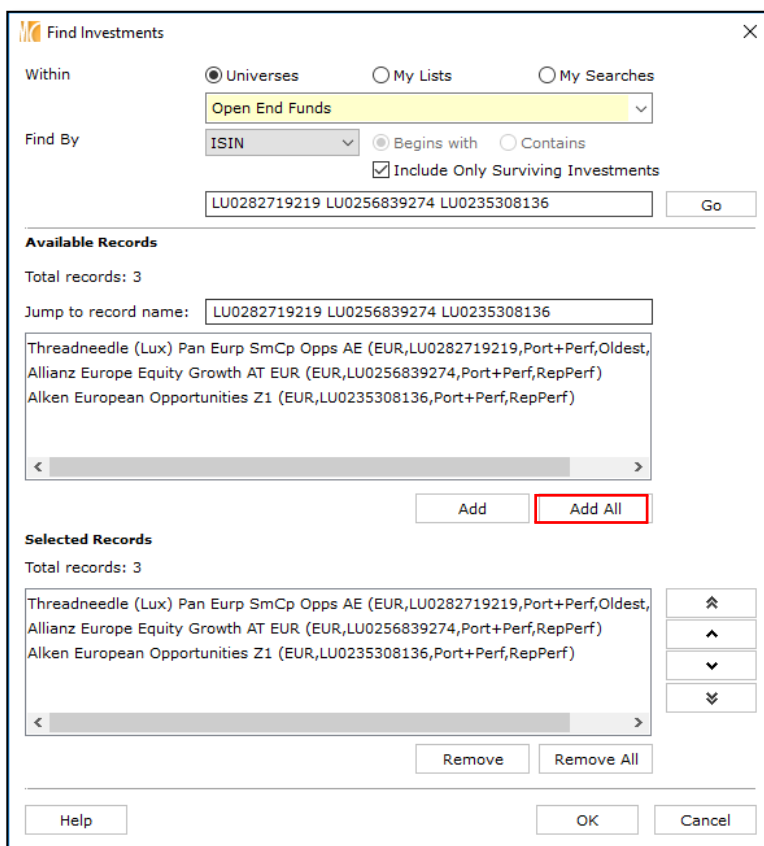 Find Investments
Within Universes My Lists My Searches
Open End Funds
Find By ISIN Begins with Contains
Include Only Surviving Investments
LU0282719219 LU0256839274 LU0235308136 Go
Available Records
Total records: 3
Jump to record name: LU0282719219 LU0256839274 LU0235308136
Threadneedle (Lux) Pan Eurp SmCp Opps AE (EUR,LU0282719219,Port+Perf,Oldest,
Allianz Europe Equity Growth AT EUR (EUR,LU0256839274,Port+Perf,RepPerf)
Alken European Opportunities Z1 (EUR,LU0235308136,Port+Perf,RepPerf)
Add Add All
Selected Records
Total records: 3
Threadneedle (Lux) Pan Eurp SmCp Opps AE (EUR,LU0282719219,Port+Perf,Oldest,
Allianz Europe Equity Growth AT EUR (EUR,LU0256839274,Port+Perf,RepPerf)
Alken European Opportunities Z1 (EUR,LU0235308136,Port+Perf,RepPerf)
Remove Remove All
Help OK Cancel